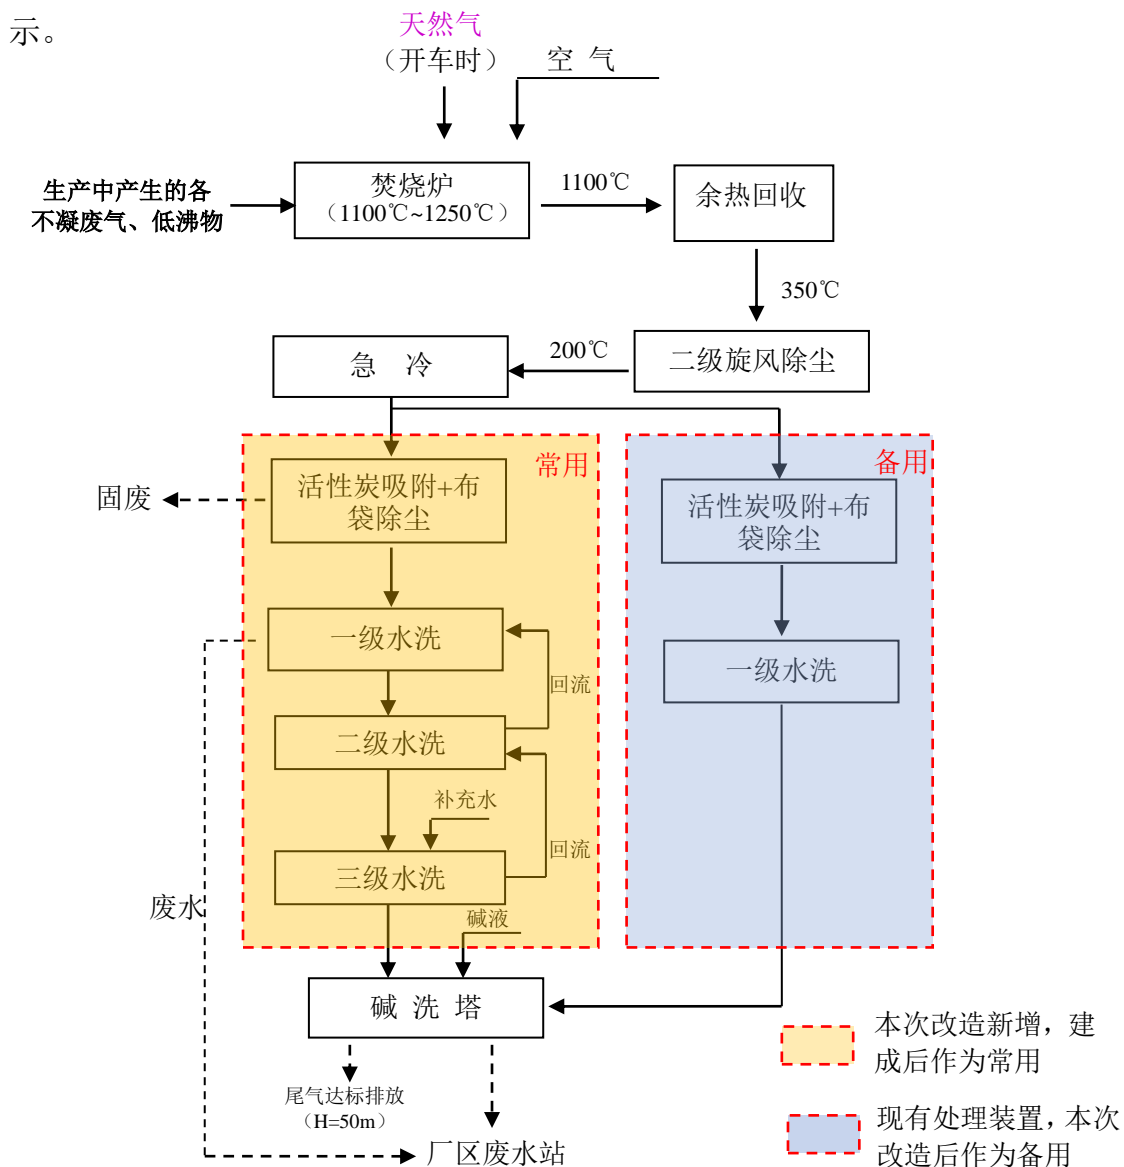 示。
天然气
（开车时）
空 气
生产中产生的各
不凝废气、低沸物
焚烧炉
（1100℃~1250℃）
1100℃
余热回收
350℃
急 冷
200℃
二级旋风除尘
常用
备用
固废
活性炭吸附+布
袋除尘
活性炭吸附+布
袋除尘
一级水洗
一级水洗
回流
二级水洗
补充水
回流
三级水洗
废水
碱液
碱 洗 塔
本次改造新增，建
成后作为常用
尾气达标排放
（H=50m）
现有处理装置，本次
改造后作为备用
厂区废水站